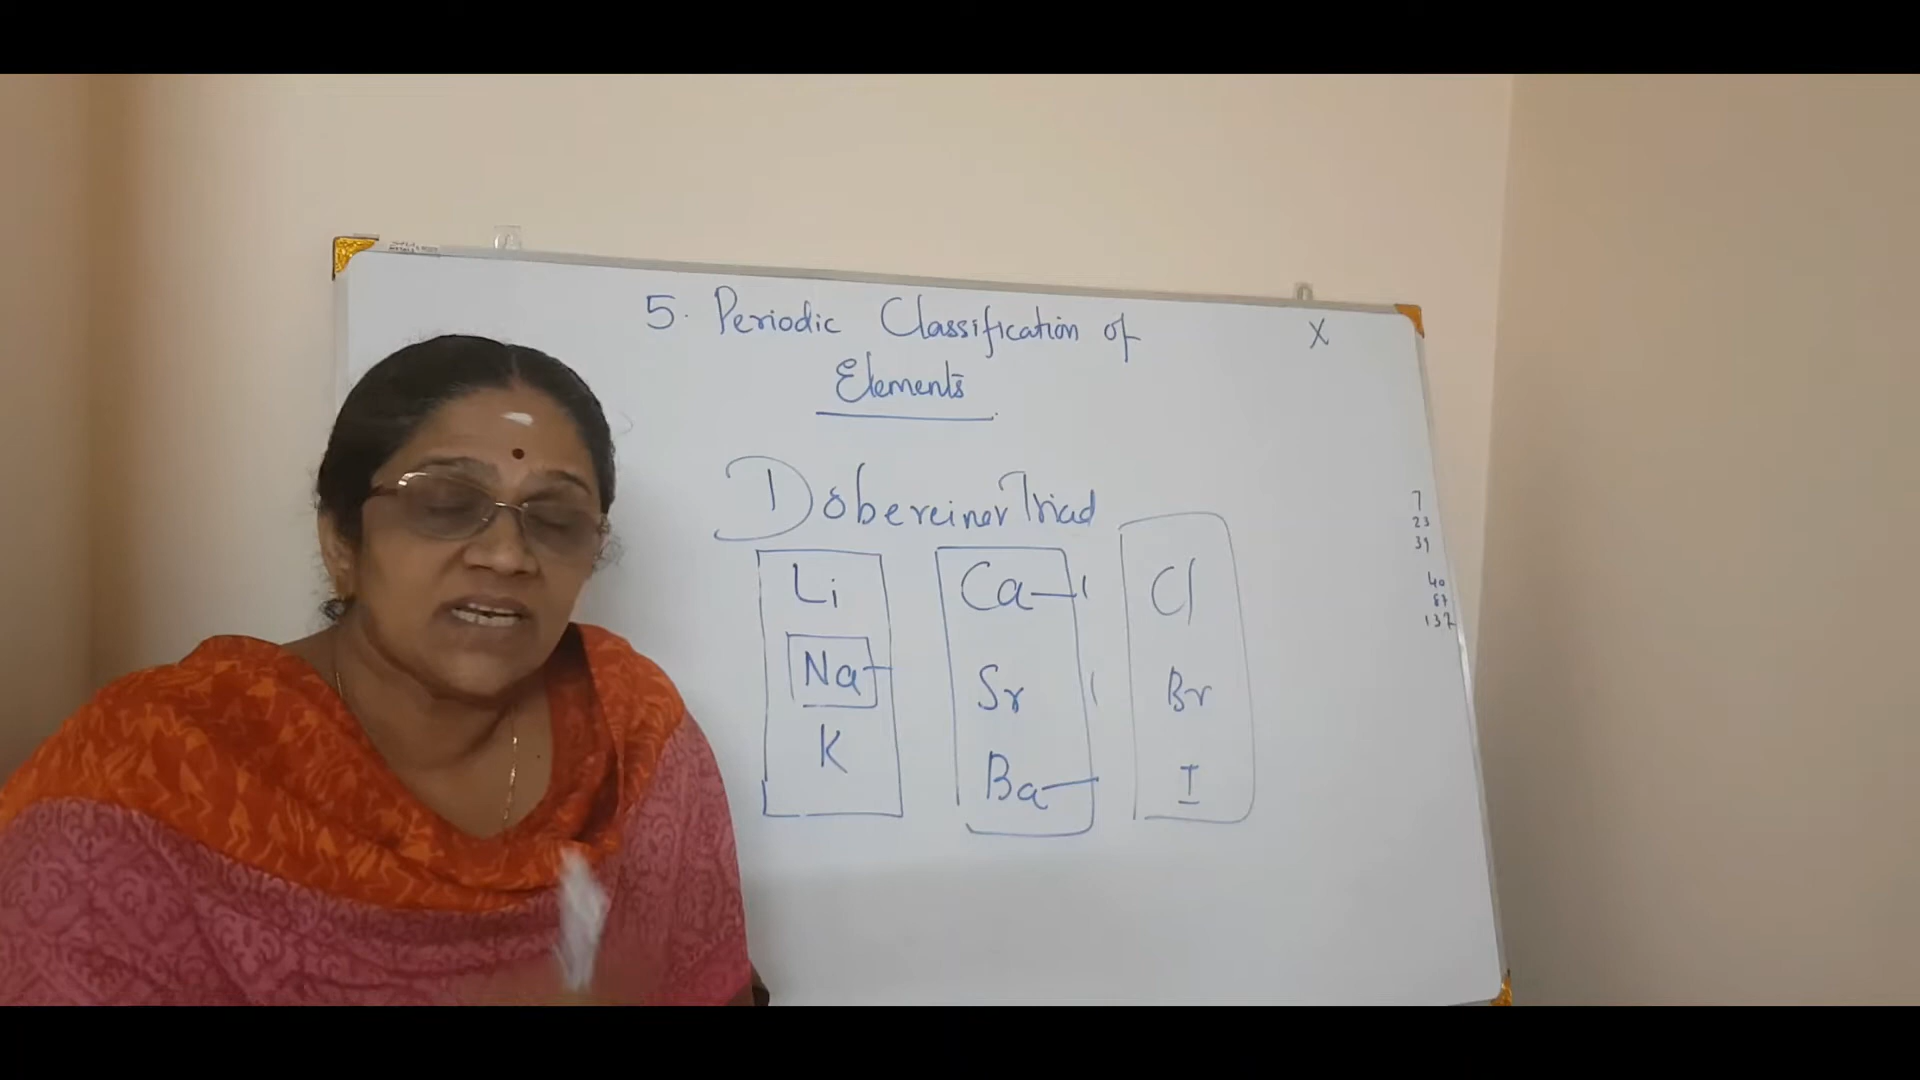 5. Periodic Classification of
Elements
X
Dobereiner Triad
Li Ca Cl
Na Sr Br
K Ba I
7
23
39
40
87
137